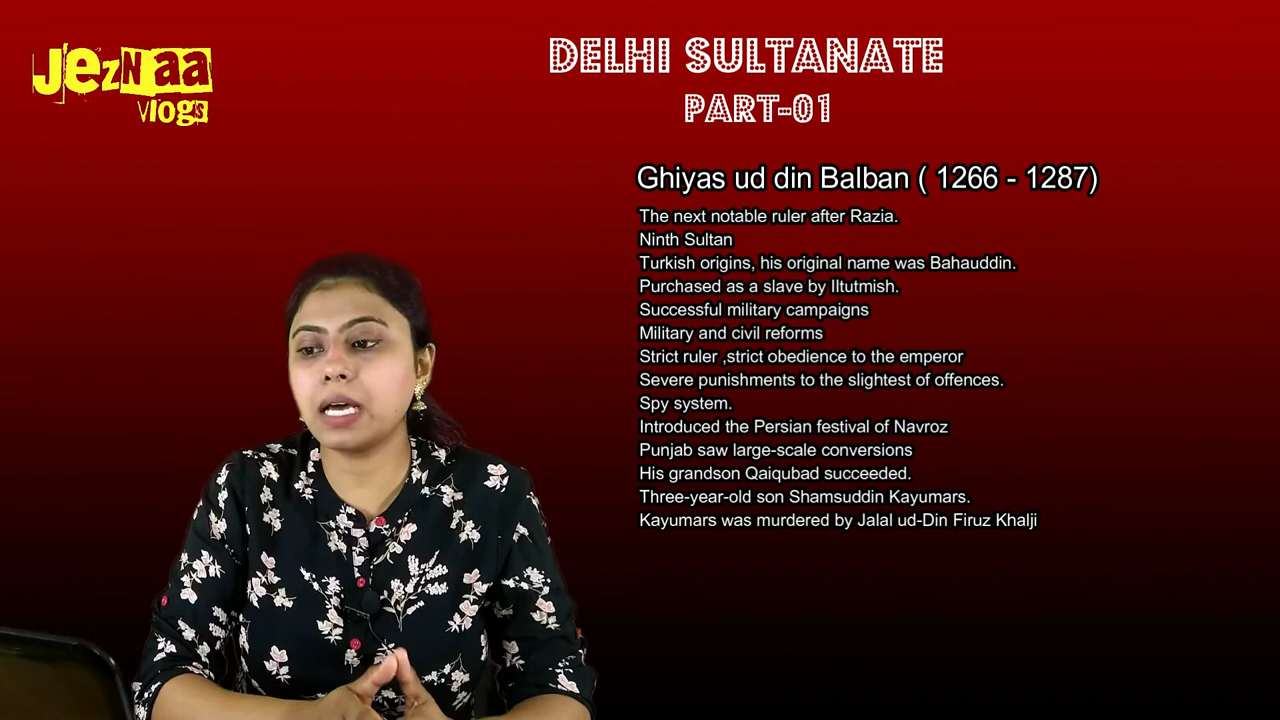 JEZNAA
vlogs
DELHI SULTANATE
PART-01
Ghiyas ud din Balban ( 1266 - 1287)
The next notable ruler after Razia.
Ninth Sultan
Turkish origins, his original name was Bahauddin.
Purchased as a slave by Iltutmish.
Successful military campaigns
Military and civil reforms
Strict ruler ,strict obedience to the emperor
Severe punishments to the slightest of offences.
Spy system.
Introduced the Persian festival of Navroz
Punjab saw large-scale conversions
His grandson Qaiqubad succeeded.
Three-year-old son Shamsuddin Kayumars.
Kayumars was murdered by Jalal ud-Din Firuz Khalji